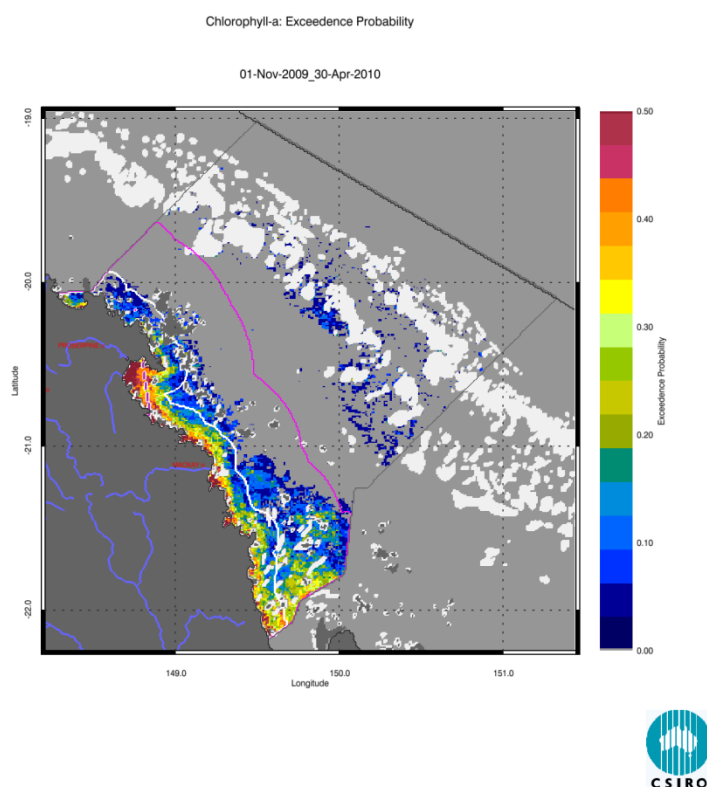 Chlorophyll-a: Exceedence Probability
01-Nov-2009_30-Apr-2010
-19.0
-20.0
-21.0
-22.0
Latitude
149.0
150.0
151.0
Longitude
0.50
0.40
0.30
0.20
0.10
0.00
Exceedence Probability
CSIRO